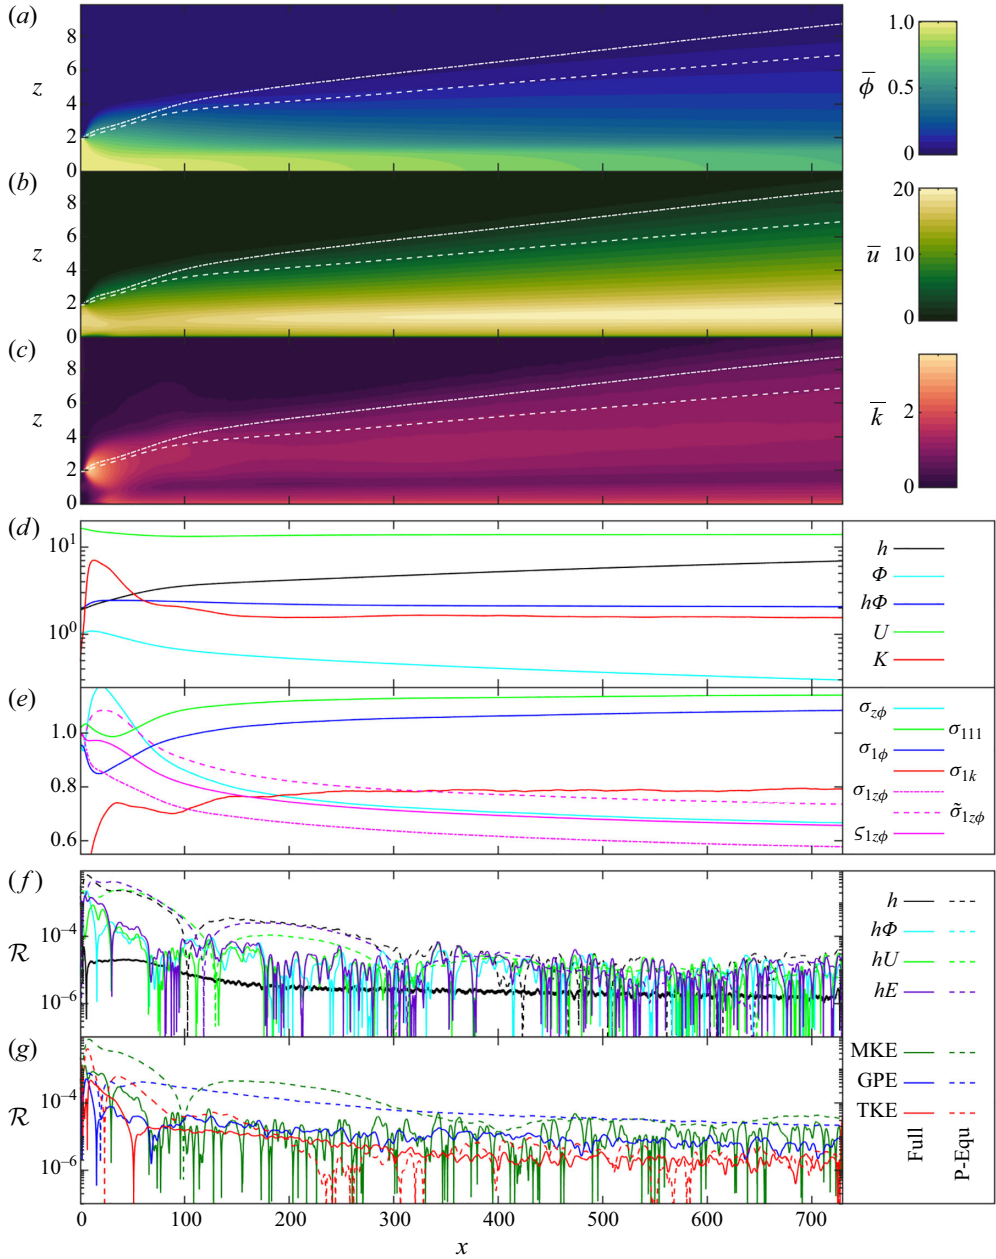 (a)
8
6
z
4
2
0
1.0
ϕ̅
0.5
0
(b)
8
6
z
4
2
0
20
u̅
10
0
(c)
8
6
z
4
2
0
2
k̅
0
(d)
10¹
10⁰
h
Φ
hΦ
U
K
(e)
1.0
0.8
0.6
σzϕ
σ111
σ1ϕ
σ1k
σ1zϕ
σ̃1zϕ
ς1zϕ
(f)
R
10⁻⁴
10⁻⁶
h
hΦ
hU
hE
(g)
R
10⁻⁴
10⁻⁶
MKE
GPE
TKE
Full
P-Equ
0 100 200 300 400 500 600 700
x